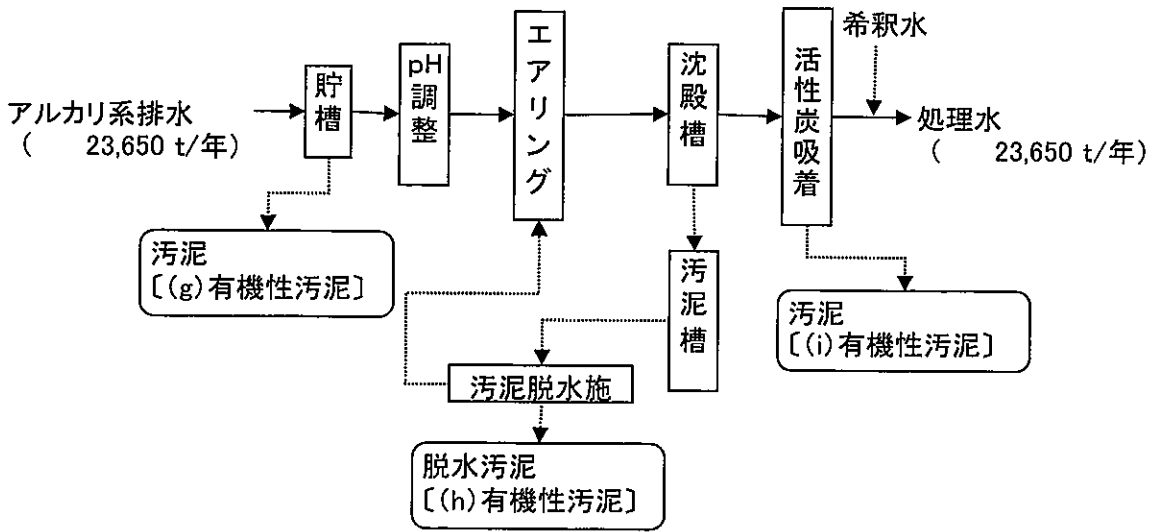 アルカリ系排水
(　　23,650 t/年)
貯槽
pH調整
エアリング
沈殿槽
活性炭吸着
希釈水
処理水
(　　23,650 t/年)
汚泥
〔(g)有機性汚泥〕
汚泥槽
汚泥脱水施
脱水汚泥
〔(h)有機性汚泥〕
汚泥
〔(i)有機性汚泥〕